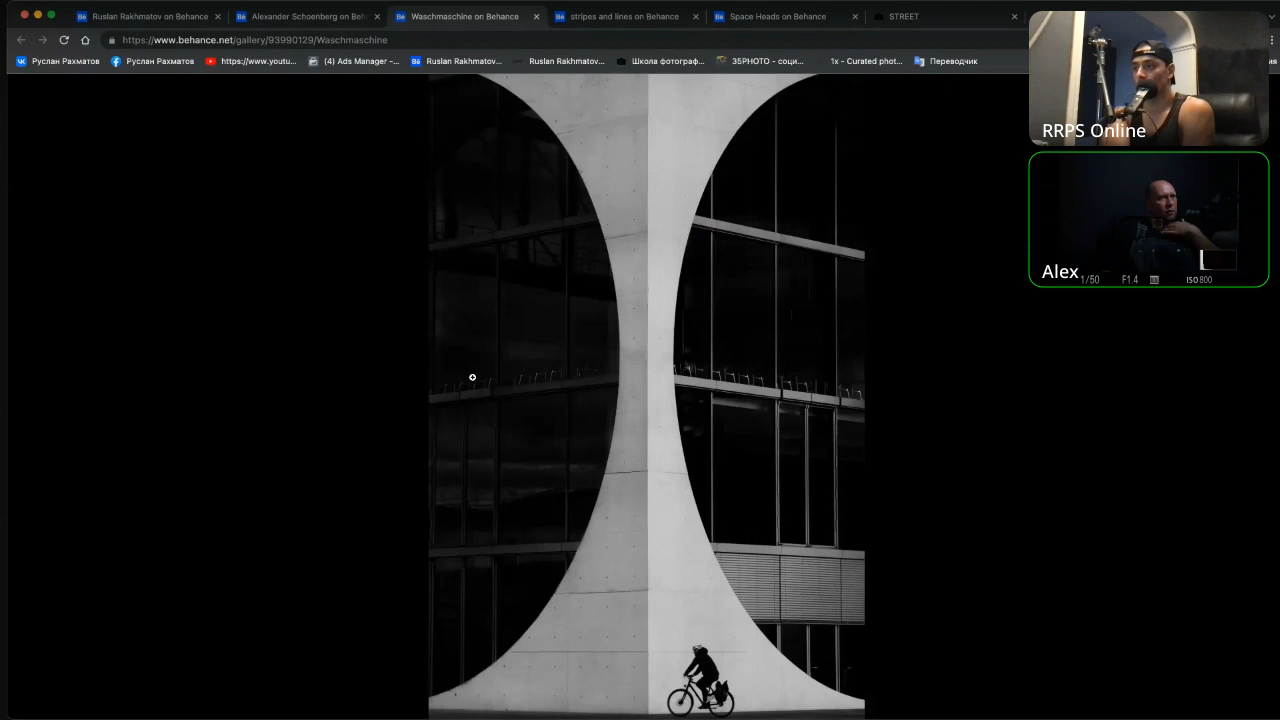 Ruslan Rakhmatov on Behance
Alexander Schoenberg on Beh
Waschmaschine on Behance
stripes and lines on Behance
Space Heads on Behance
STREET
https://www.behance.net/gallery/93990129/Waschmaschine
Руслан Рахматов
Руслан Рахматов
https://www.youtu...
(4) Ads Manager -...
Ruslan Rakhmatov...
Ruslan Rakhmatov...
Школа фотограф...
35PHOTO - соци...
1x - Curated phot...
Переводчик
RRPS Online
Alex
1/50 F1.4 ISO 800